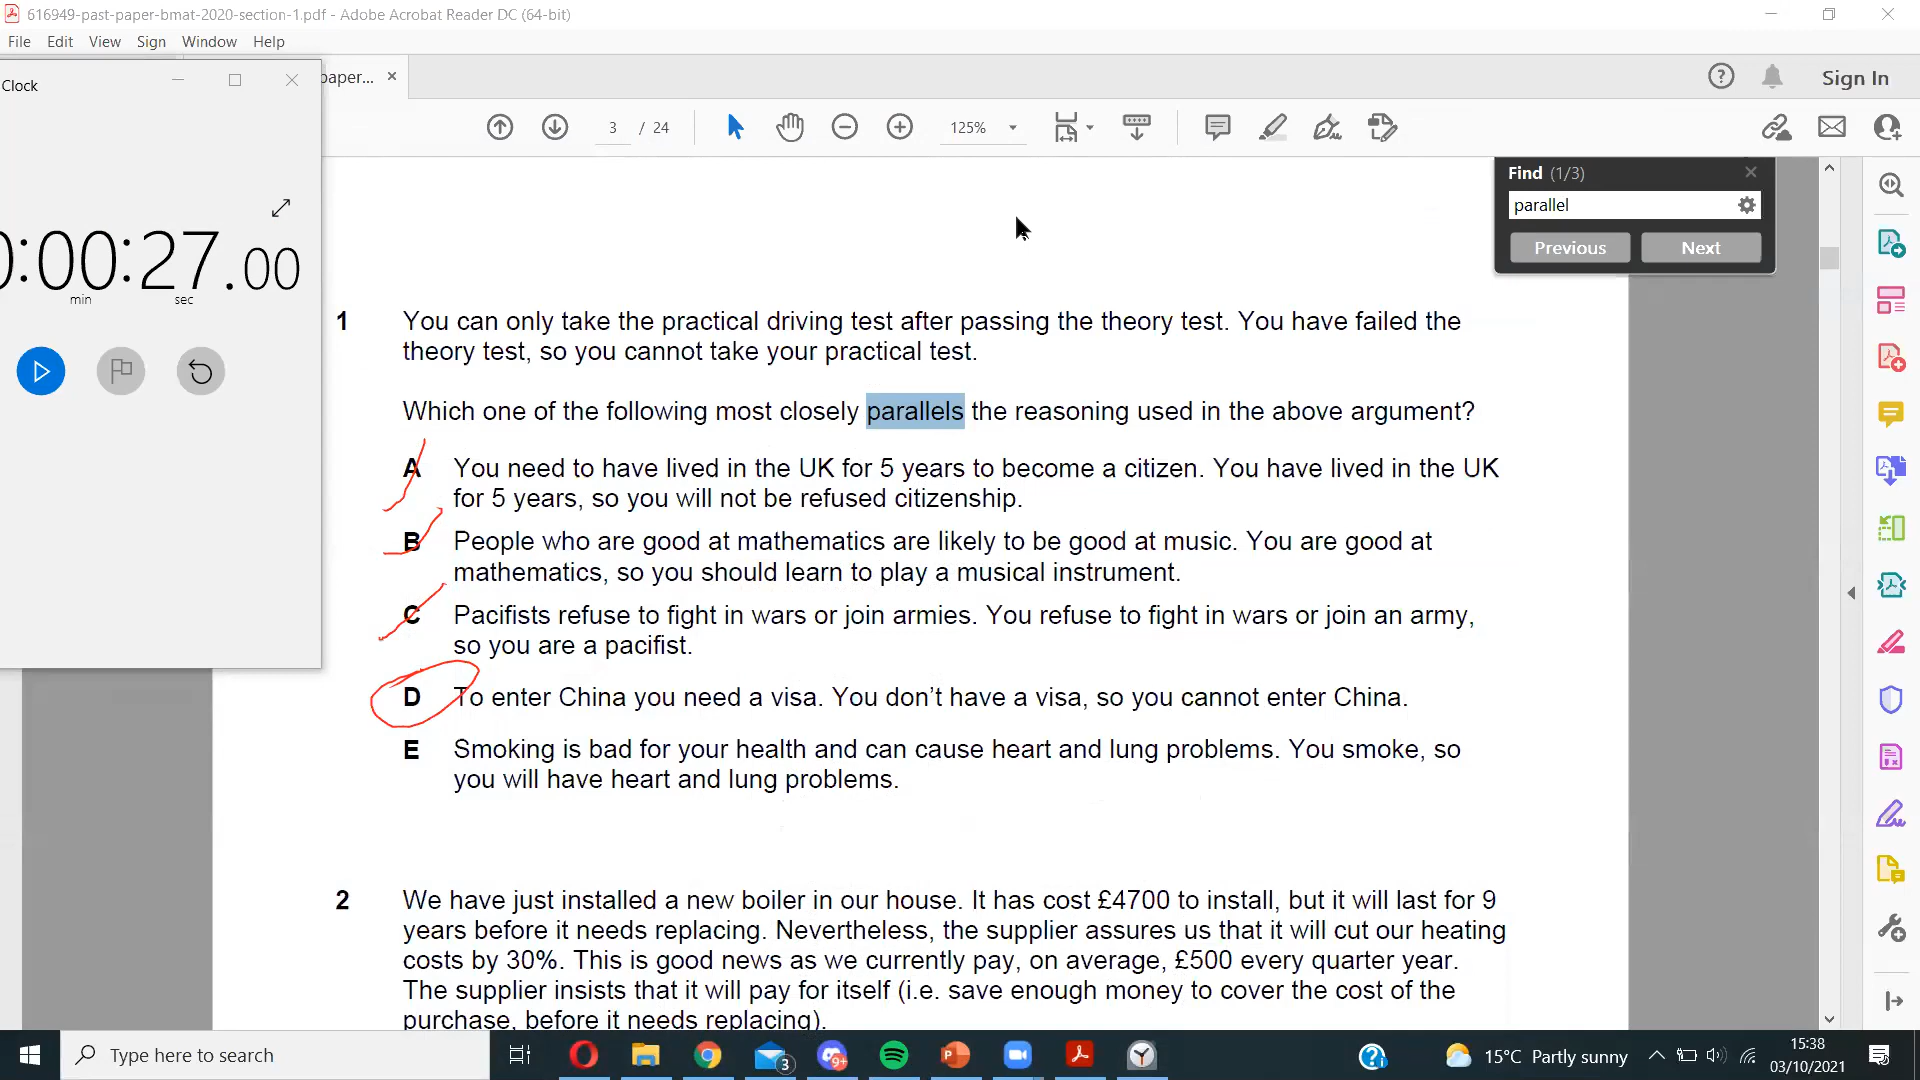 616949-past-paper-bmat-2020-section-1.pdf - Adobe Acrobat Reader DC (64-bit)
File Edit View Sign Window Help
Clock
paper...
Sign In
3 / 24
125%
Find (1/3)
parallel
Previous Next
0:00:27.00
min sec
1 You can only take the practical driving test after passing the theory test. You have failed the
theory test, so you cannot take your practical test.
Which one of the following most closely parallels the reasoning used in the above argument?
A You need to have lived in the UK for 5 years to become a citizen. You have lived in the UK
for 5 years, so you will not be refused citizenship.
B People who are good at mathematics are likely to be good at music. You are good at
mathematics, so you should learn to play a musical instrument.
C Pacifists refuse to fight in wars or join armies. You refuse to fight in wars or join an army,
so you are a pacifist.
D To enter China you need a visa. You don't have a visa, so you cannot enter China.
E Smoking is bad for your health and can cause heart and lung problems. You smoke, so
you will have heart and lung problems.
2 We have just installed a new boiler in our house. It has cost £4700 to install, but it will last for 9
years before it needs replacing. Nevertheless, the supplier assures us that it will cut our heating
costs by 30%. This is good news as we currently pay, on average, £500 every quarter year.
The supplier insists that it will pay for itself (i.e. save enough money to cover the cost of the
purchase, before it needs replacing).
Type here to search
3
9+
15°C Partly sunny
15:38
03/10/2021